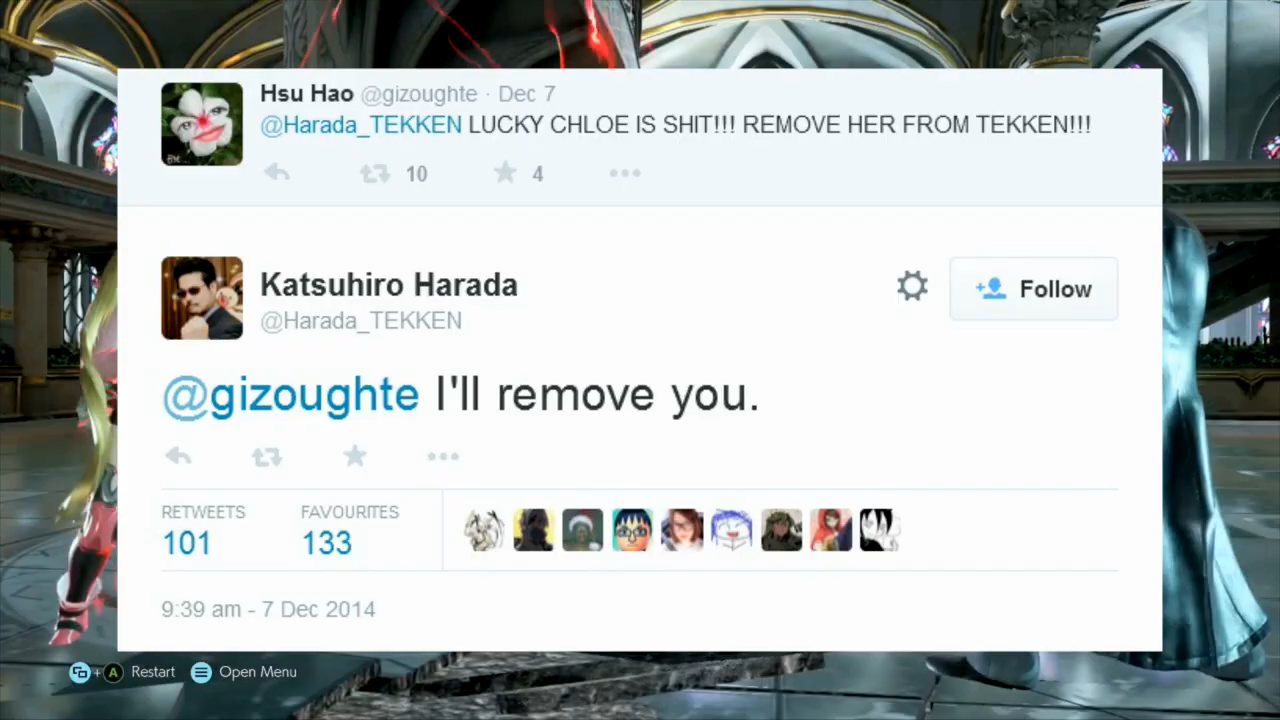 Hsu Hao @gizoughte · Dec 7
@Harada_TEKKEN LUCKY CHLOE IS SHIT!!! REMOVE HER FROM TEKKEN!!!
10 4
Katsuhiro Harada
@Harada_TEKKEN
Follow
@gizoughte I'll remove you.
RETWEETS FAVOURITES
101 133
9:39 am - 7 Dec 2014
+ A Restart Open Menu